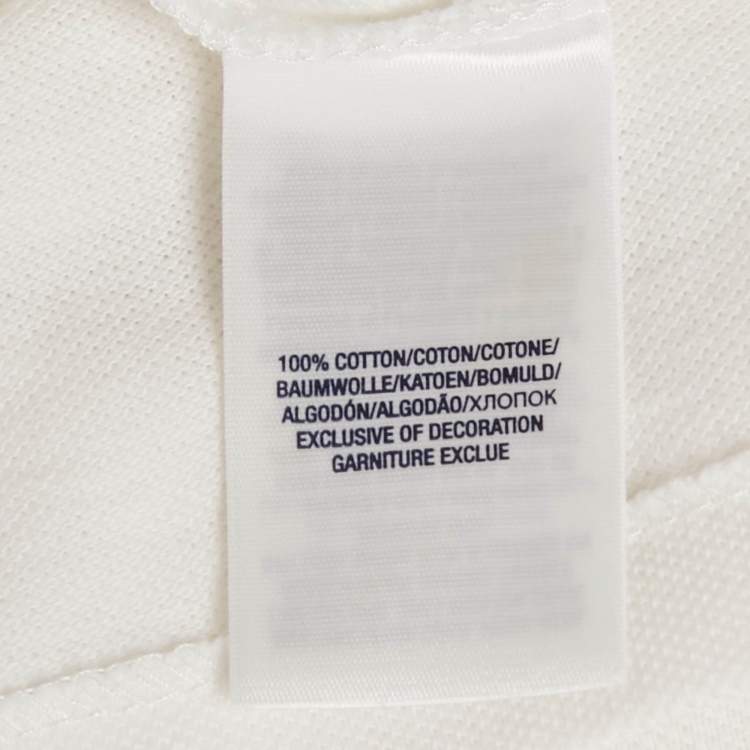 100% COTTON/COTON/COTONE/
BAUMWOLLE/KATOEN/BOMULD/
ALGODÓN/ALGODÃO/ХЛОПОК
EXCLUSIVE OF DECORATION
GARNITURE EXCLUE